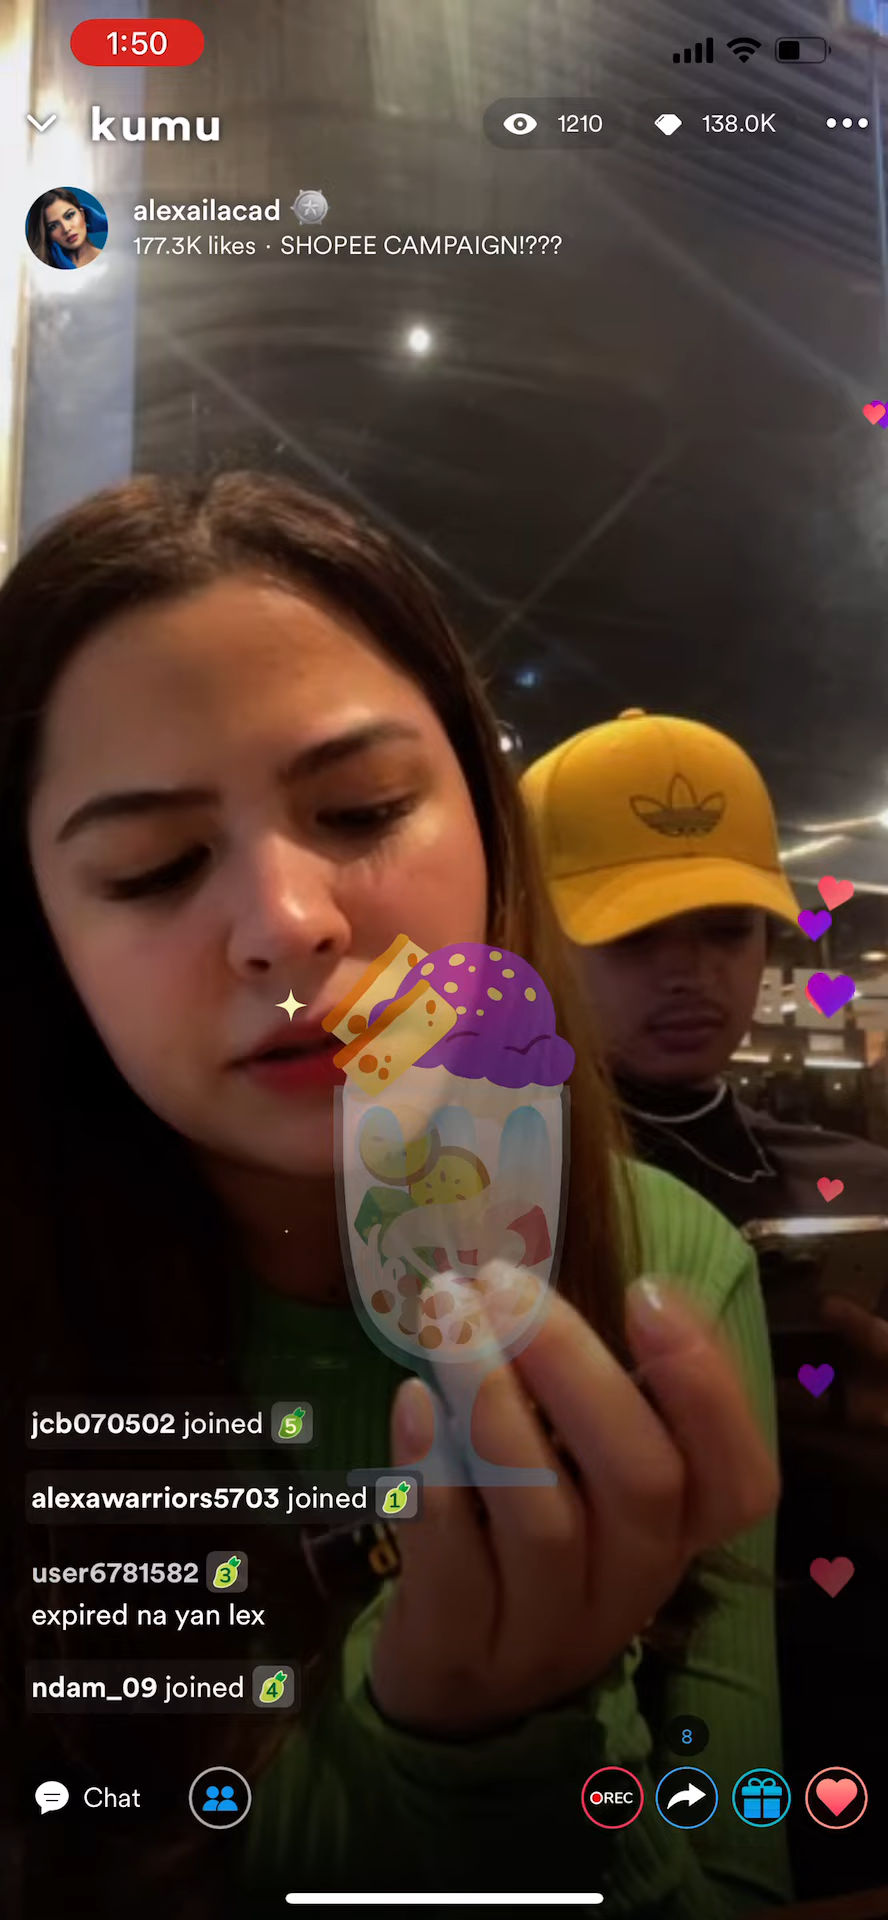 1:50
kumu
1210
138.0K
alexailacad
177.3K likes · SHOPEE CAMPAIGN!???
jcb070502 joined 5
alexawarriors5703 joined 1
user6781582 3
expired na yan lex
ndam_09 joined 4
8
Chat
REC